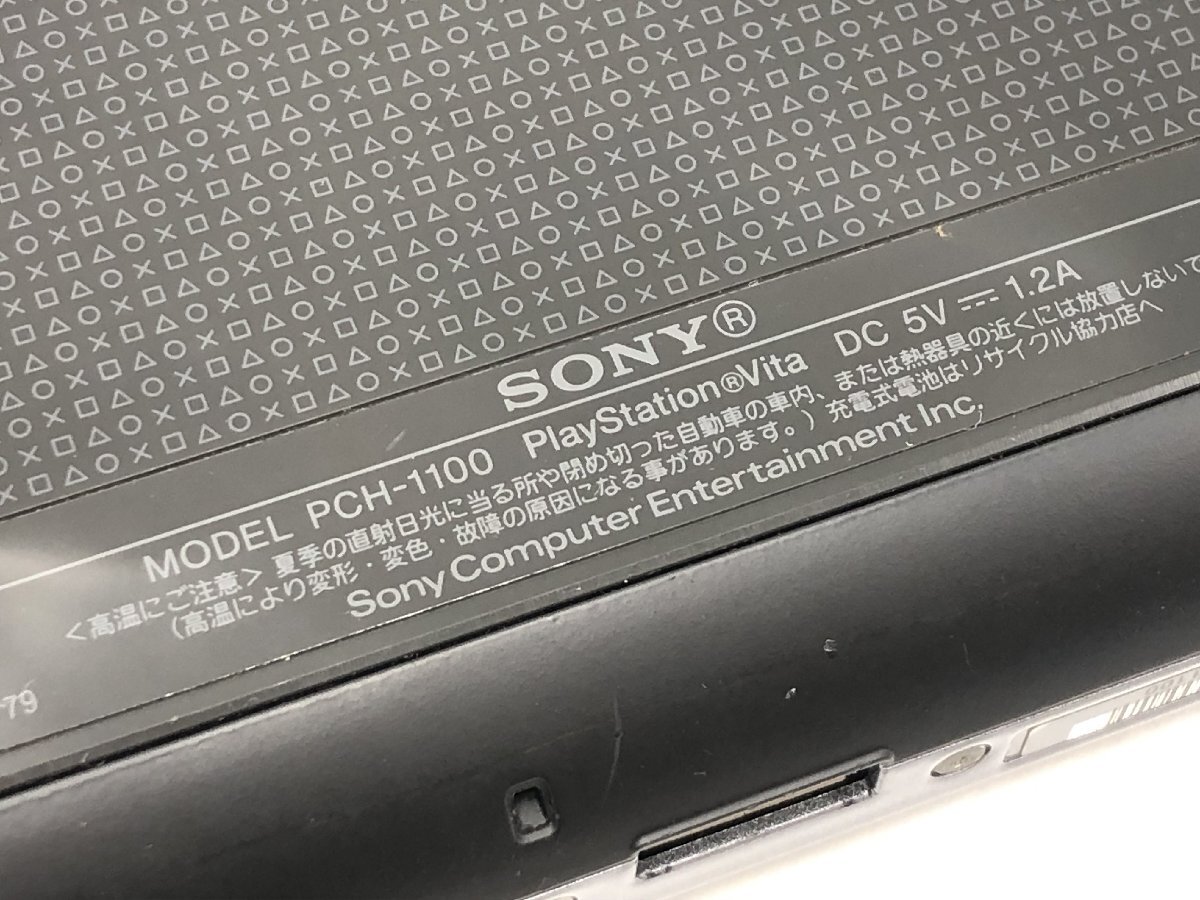 SONY®
MODEL PCH-1100 PlayStation®Vita DC 5V ⎓ 1.2A
<高温にご注意> 夏季の直射日光に当る所や閉め切った自動車の車内、または熱器具の近くには放置しないで
(高温により変形・変色・故障の原因になる事があります。) 充電式電池はリサイクル協力店へ
Sony Computer Entertainment Inc.
-79